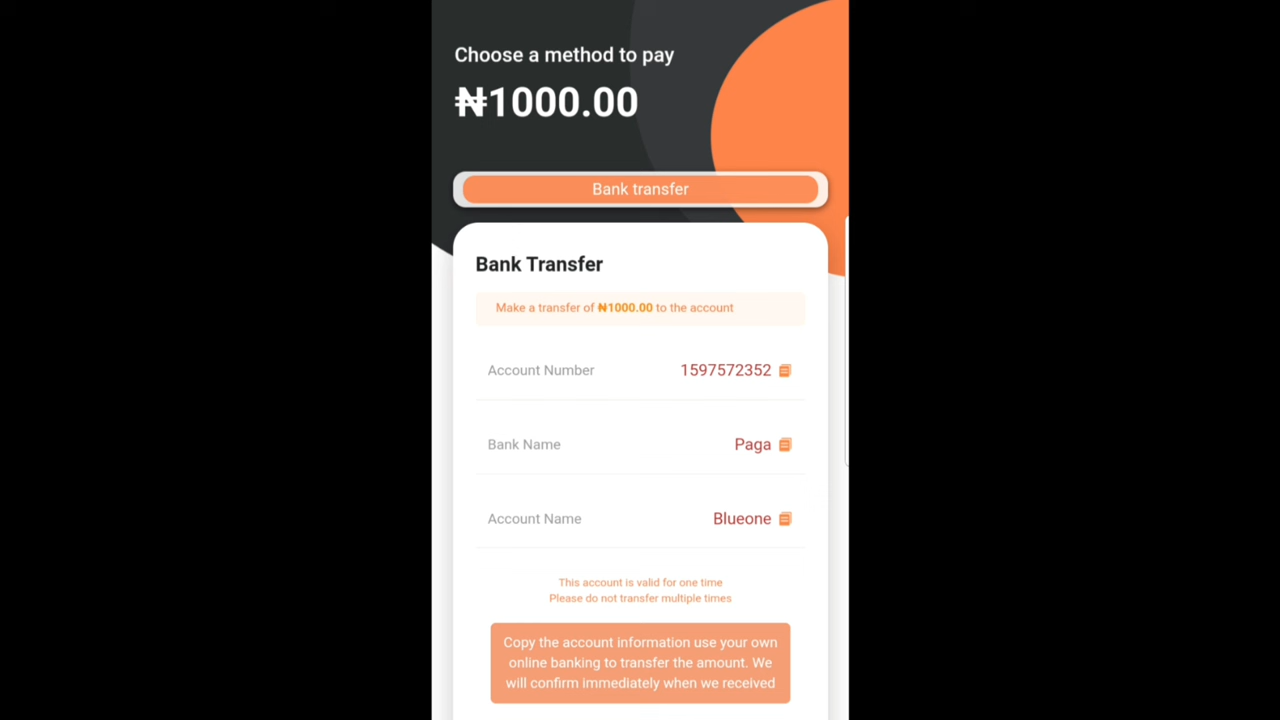 Choose a method to pay
₦1000.00
Bank transfer
Bank Transfer
Make a transfer of ₦1000.00 to the account
Account Number 1597572352
Bank Name Paga
Account Name Blueone
This account is valid for one time
Please do not transfer multiple times
Copy the account information use your own
online banking to transfer the amount. We
will confirm immediately when we received